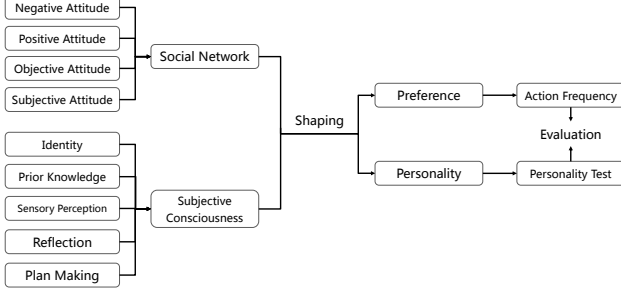 Negative Attitude
Positive Attitude
Objective Attitude
Subjective Attitude
Social Network
Identity
Prior Knowledge
Sensory Perception
Reflection
Plan Making
Subjective
Consciousness
Shaping
Preference
Personality
Action Frequency
Evaluation
Personality Test